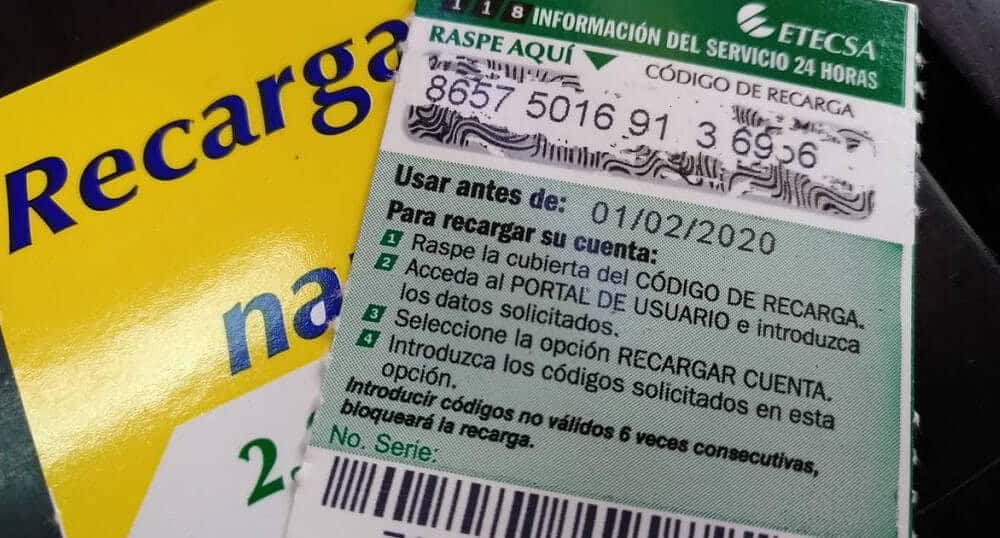 Recarga
na
2.
118 INFORMACIÓN DEL SERVICIO 24 HORAS
ETECSA
RASPE AQUÍ
CÓDIGO DE RECARGA
8657 5016 91 3 6956
Usar antes de: 01/02/2020
Para recargar su cuenta:
1 Raspe la cubierta del CÓDIGO DE RECARGA.
2 Acceda al PORTAL DE USUARIO e introduzca
los datos solicitados.
3 Seleccione la opción RECARGAR CUENTA.
4 Introduzca los códigos solicitados en esta
opción.
Introducir códigos no válidos 6 veces consecutivas,
bloqueará la recarga.
No. Serie: